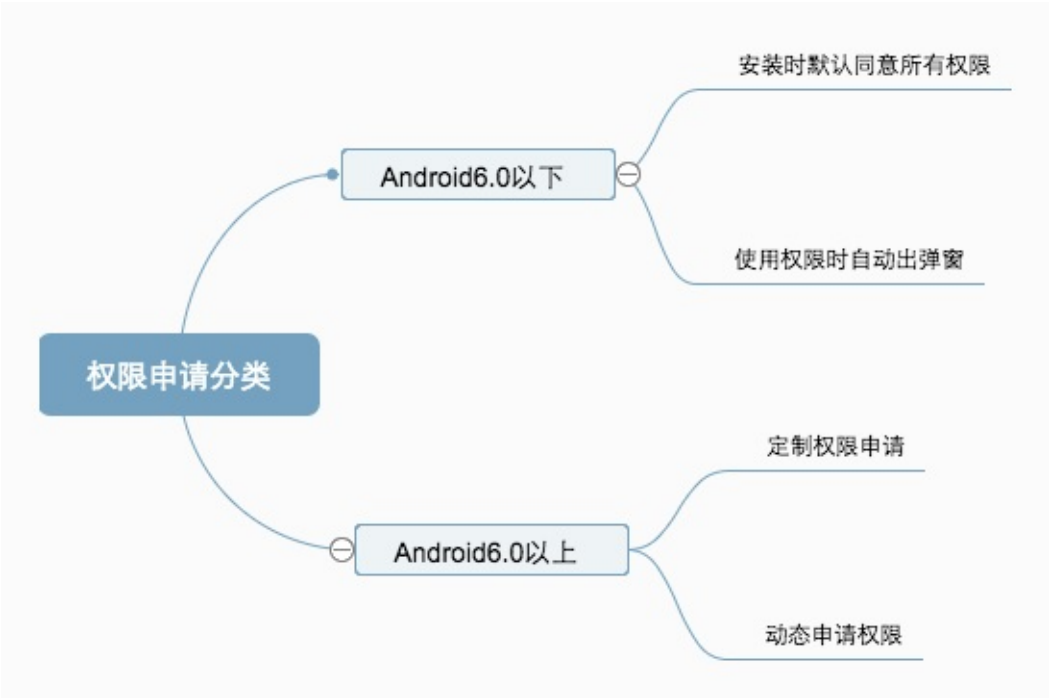 权限申请分类
Android6.0以下
安装时默认同意所有权限
使用权限时自动出弹窗
Android6.0以上
定制权限申请
动态申请权限